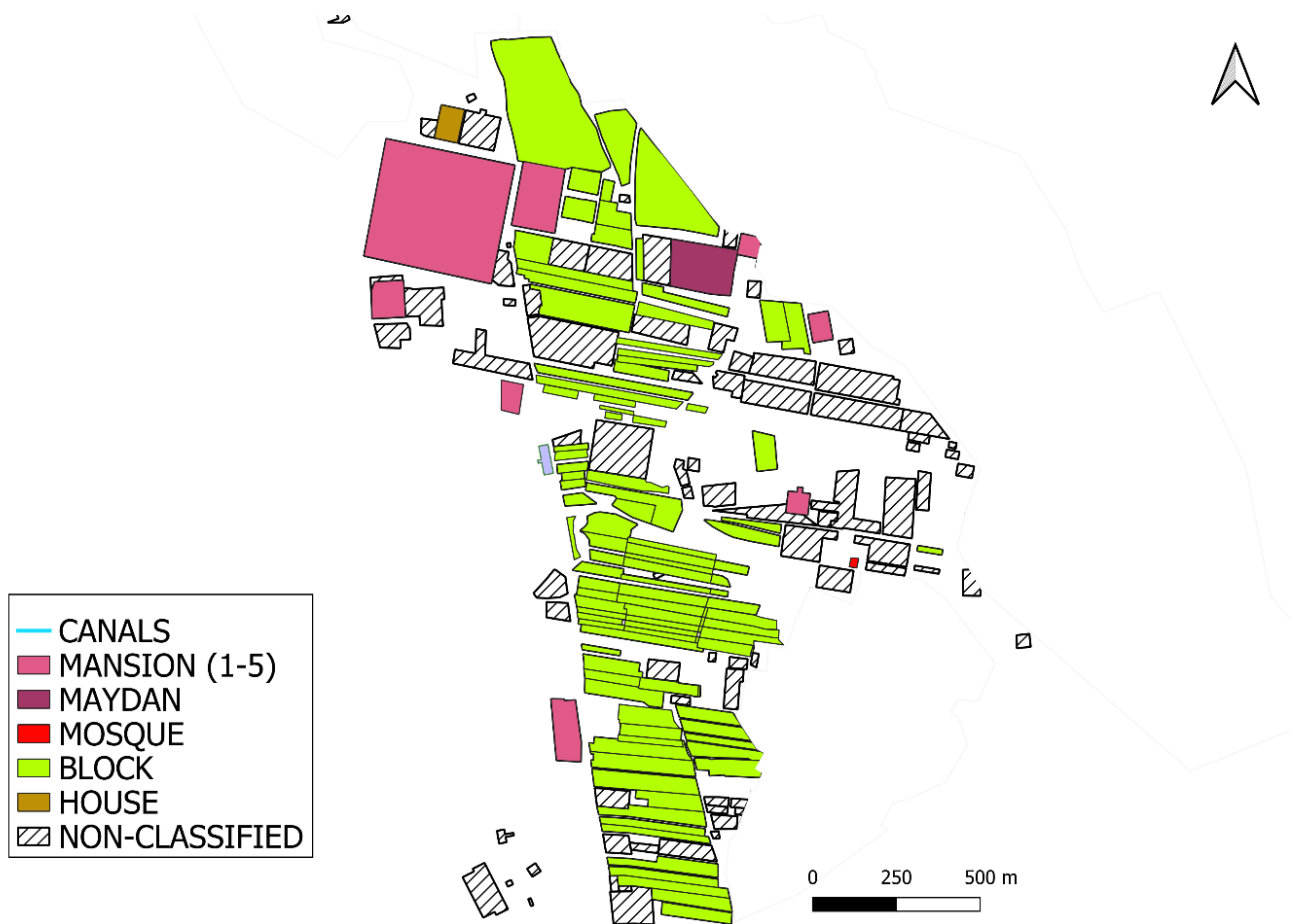 CANALS
MANSION (1-5)
MAYDAN
MOSQUE
BLOCK
HOUSE
NON-CLASSIFIED
0 250 500 m